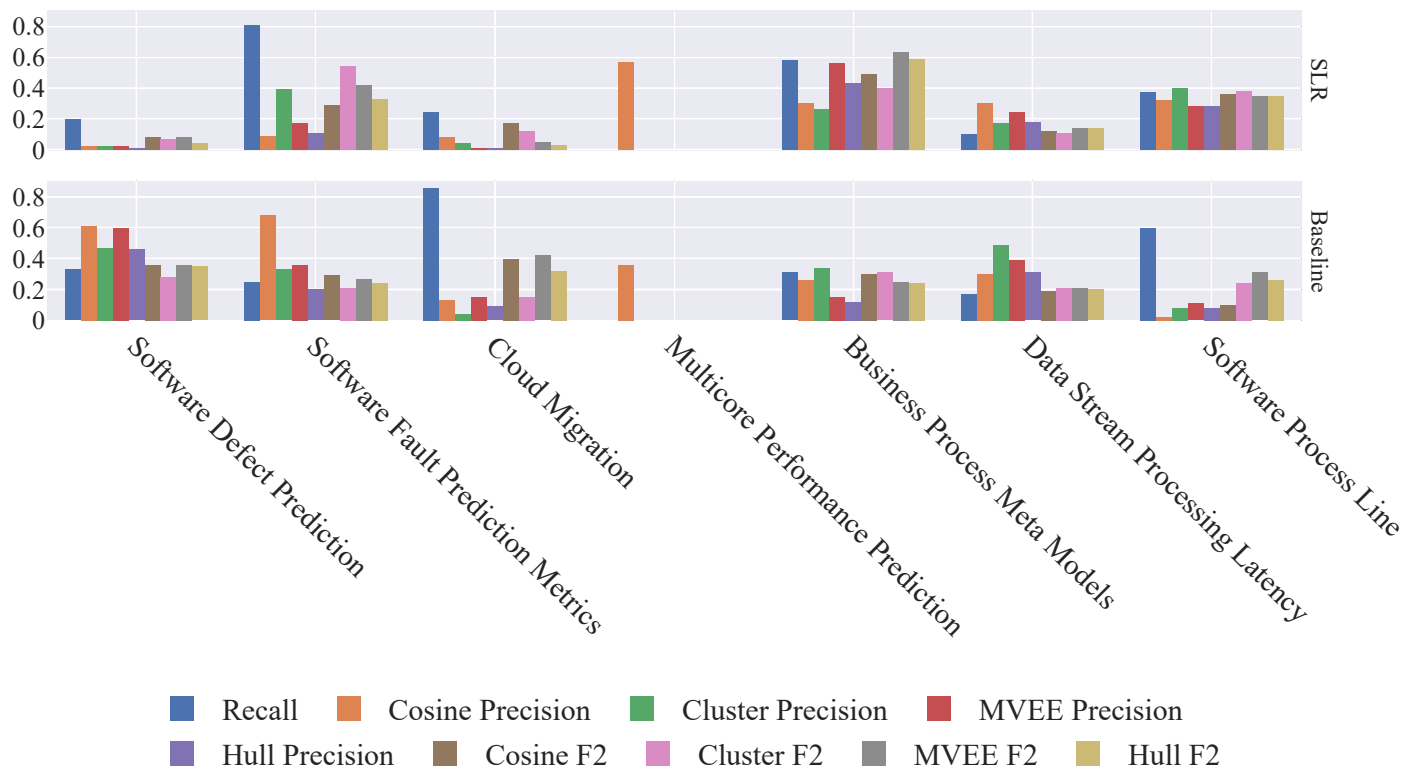 0.8
0.6
0.4
0.2
0
SLR
0.8
0.6
0.4
0.2
0
Baseline
Software Defect Prediction
Software Fault Prediction Metrics
Cloud Migration
Multicore Performance Prediction
Business Process Meta Models
Data Stream Processing Latency
Software Process Line
Recall Cosine Precision Cluster Precision MVEE Precision
Hull Precision Cosine F2 Cluster F2 MVEE F2 Hull F2